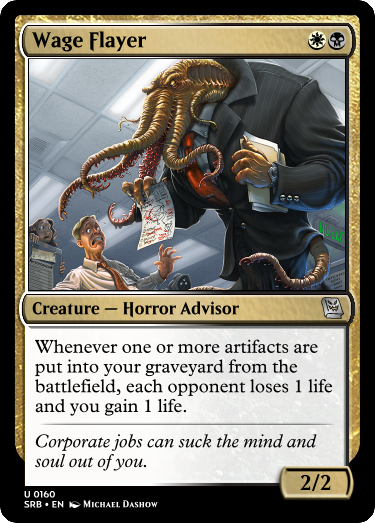 Wage Flayer
Creature — Horror Advisor
Whenever one or more artifacts are
put into your graveyard from the
battlefield, each opponent loses 1 life
and you gain 1 life.
Corporate jobs can suck the mind and
soul out of you.
2/2
U 0160
SRB • EN Michael Dashow